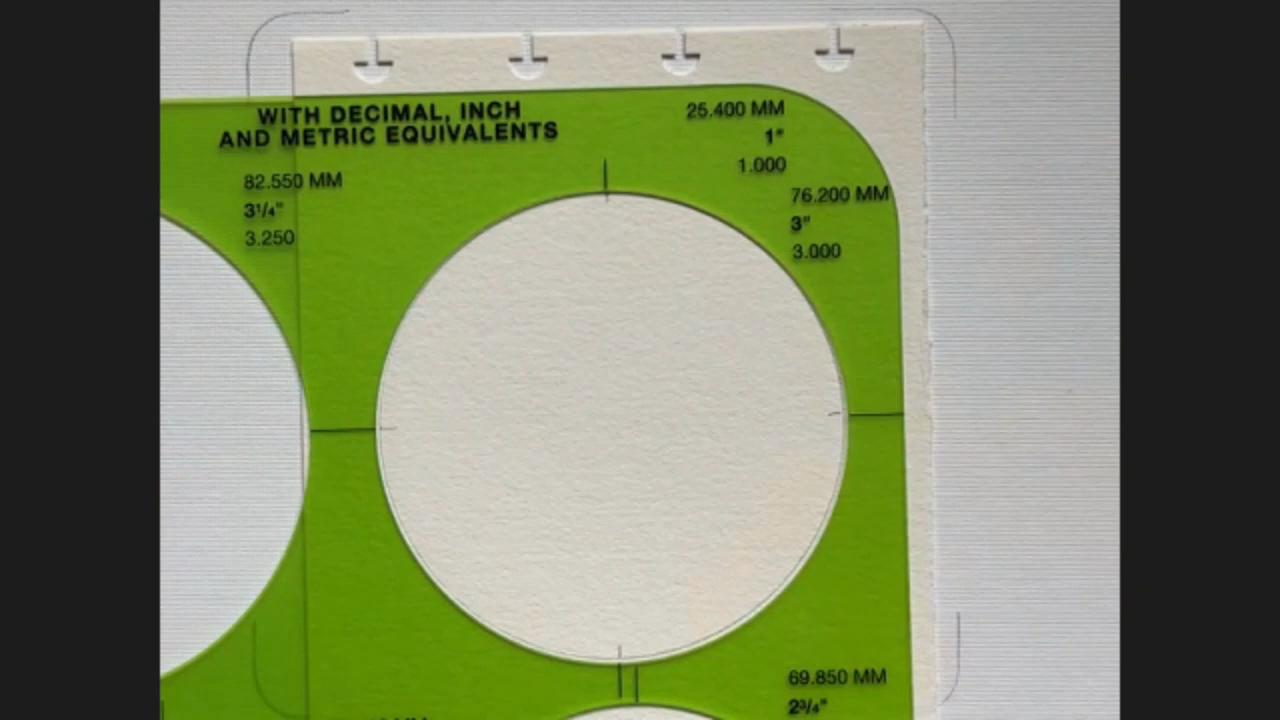 WITH DECIMAL, INCH
AND METRIC EQUIVALENTS
25.400 MM
1"
1.000
82.550 MM
3¹/₄"
3.250
76.200 MM
3"
3.000
69.850 MM
2³/₄"